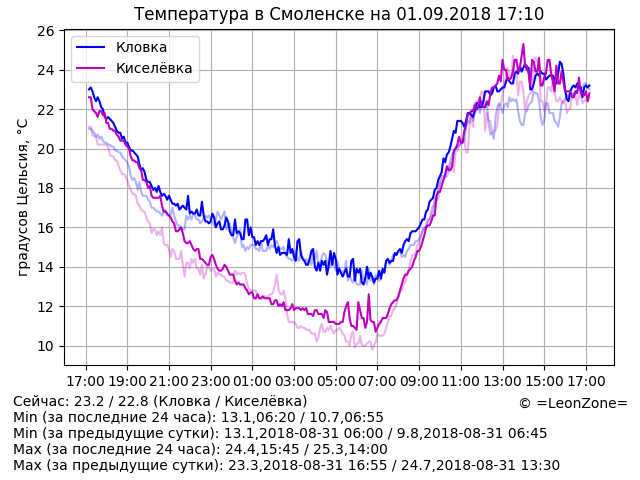 Температура в Смоленске на 01.09.2018 17:10
Кловка
Киселёвка
градусов Цельсия, °C
26
24
22
20
18
16
14
12
10
17:00 19:00 21:00 23:00 01:00 03:00 05:00 07:00 09:00 11:00 13:00 15:00 17:00
Сейчас: 23.2 / 22.8 (Кловка / Киселёвка)
© =LeonZone=
Min (за последние 24 часа): 13.1,06:20 / 10.7,06:55
Min (за предыдущие сутки): 13.1,2018-08-31 06:00 / 9.8,2018-08-31 06:45
Max (за последние 24 часа): 24.4,15:45 / 25.3,14:00
Max (за предыдущие сутки): 23.3,2018-08-31 16:55 / 24.7,2018-08-31 13:30